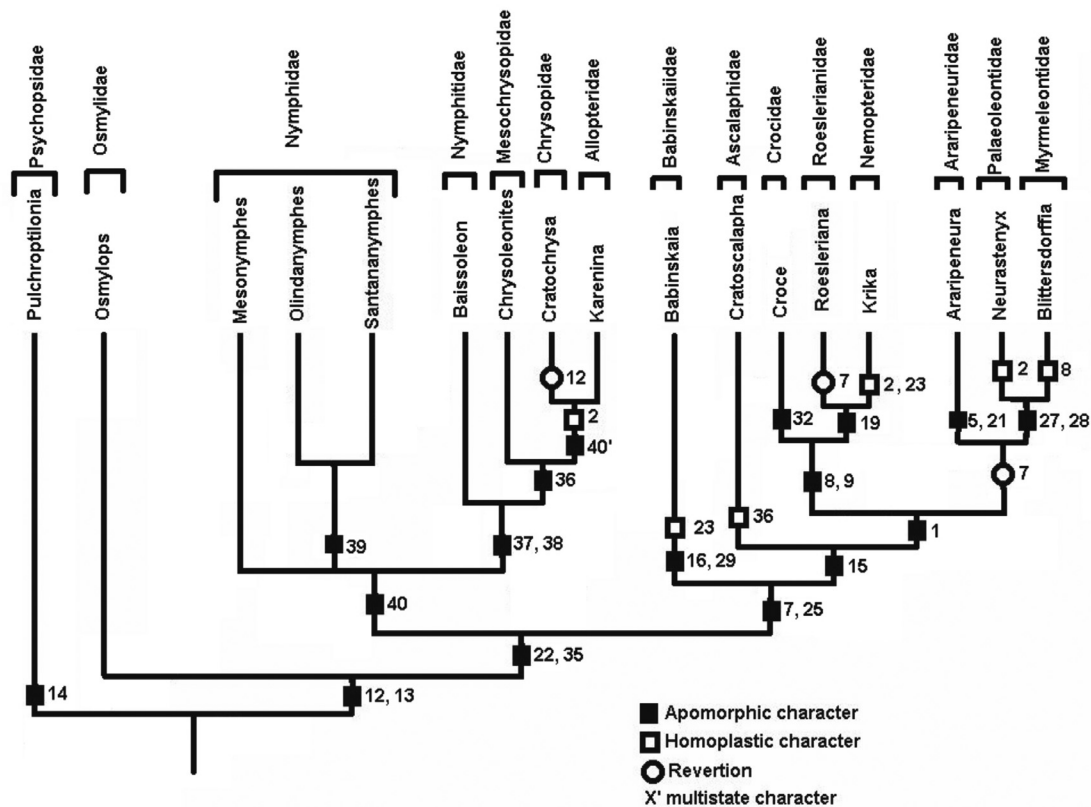 Psychopsidae
Osmylidae
Nymphidae
Nymphitidae
Mesochrysopidae
Chrysopidae
Allopteridae
Babinskaiidae
Ascalaphidae
Crocidae
Roeslerianidae
Nemopteridae
Araripeneuridae
Palaeoleontidae
Myrmeleontidae
Pulchroptilonia
Osmylops
Mesonymphes
Olindanymphes
Santananymphes
Baissoleon
Chrysoleonites
Cratochrysa
Karenina
Babinskaia
Cratoscalapha
Croce
Roesleriana
Krika
Araripeneura
Neurastenyx
Blittersdorffia
12
7
2, 23
2
8
2
32
19
5, 21
27, 28
40'
36
8, 9
7
23
36
39
37, 38
1
16, 29
15
40
7, 25
22, 35
14
12, 13
Apomorphic character
Homoplastic character
Revertion
X' multistate character